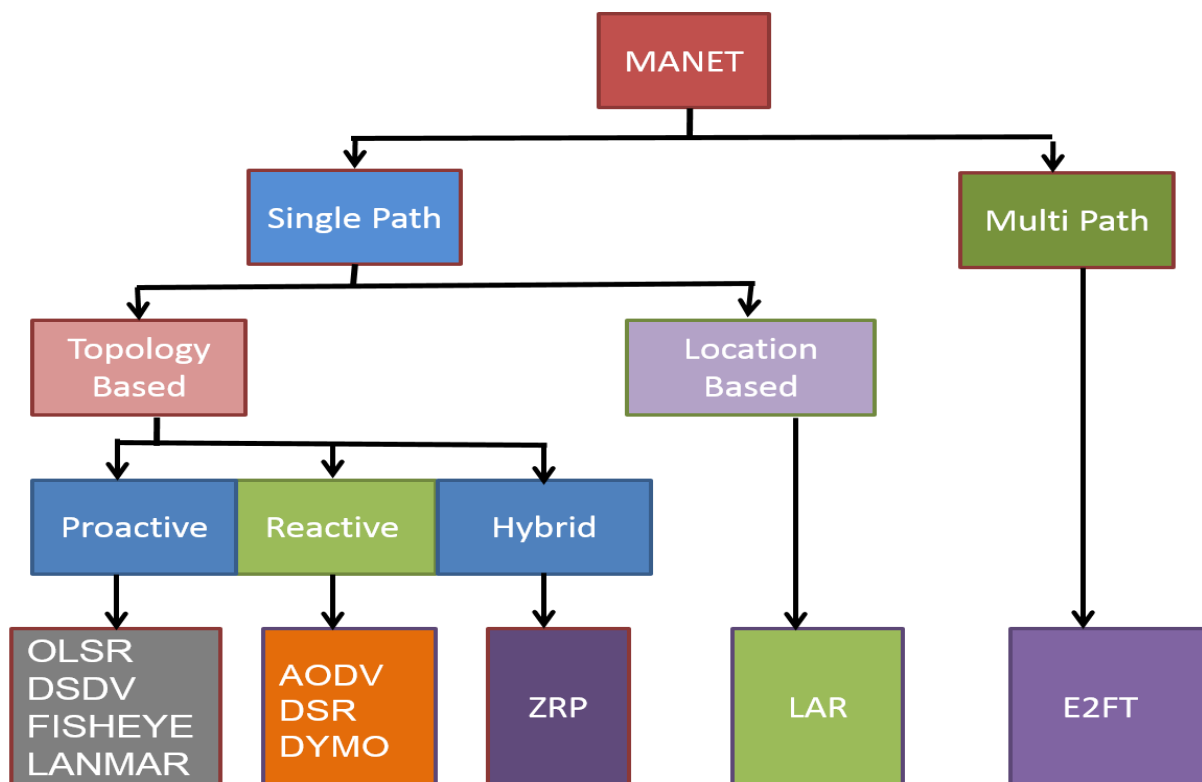 MANET
Single Path
Multi Path
Topology
Based
Location
Based
Proactive
Reactive
Hybrid
OLSR
DSDV
FISHEYE
LANMAR
AODV
DSR
DYMO
ZRP
LAR
E2FT